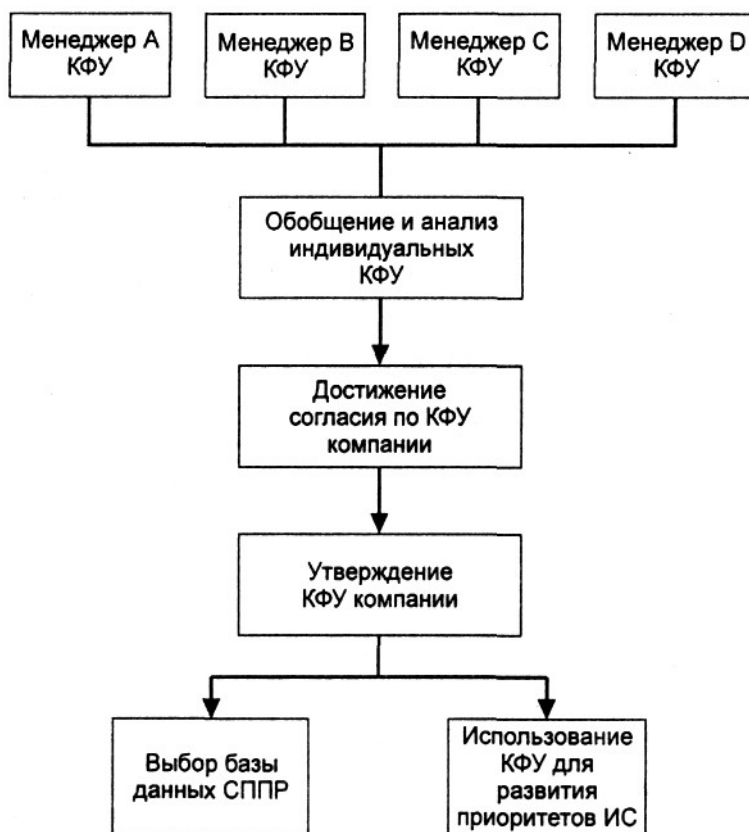 Менеджер A
КФУ
Менеджер B
КФУ
Менеджер C
КФУ
Менеджер D
КФУ
Обобщение и анализ
индивидуальных
КФУ
Достижение
согласия по КФУ
компании
Утверждение
КФУ компании
Выбор базы
данных СППР
Использование
КФУ для
развития
приоритетов ИС